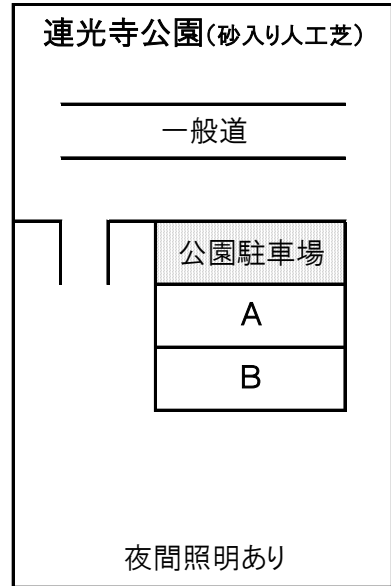 連光寺公園(砂入り人工芝)
一般道
公園駐車場
A
B
夜間照明あり